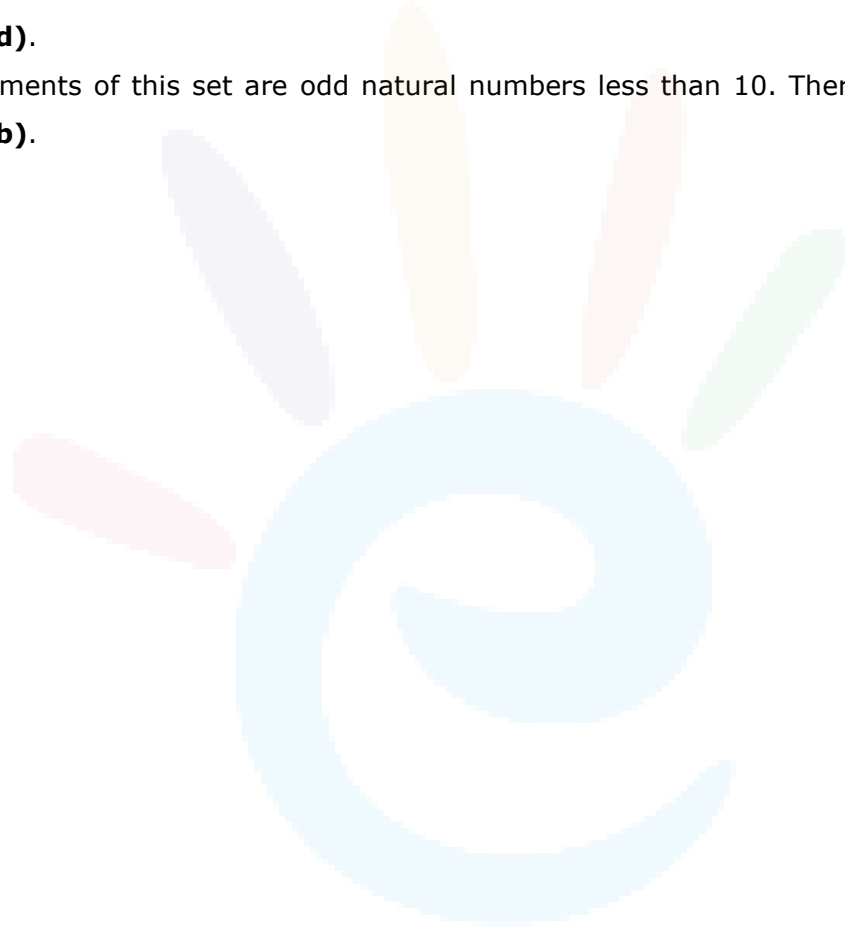 d).
ments of this set are odd natural numbers less than 10. Ther
b).